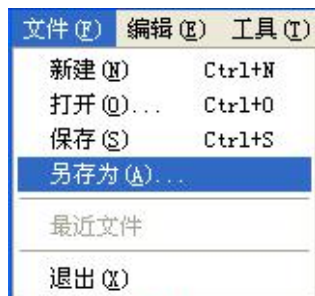 文件(F) 编辑(E) 工具(T)
新建(N) Ctrl+N
打开(O)... Ctrl+O
保存(S) Ctrl+S
另存为(A)...
最近文件
退出(X)